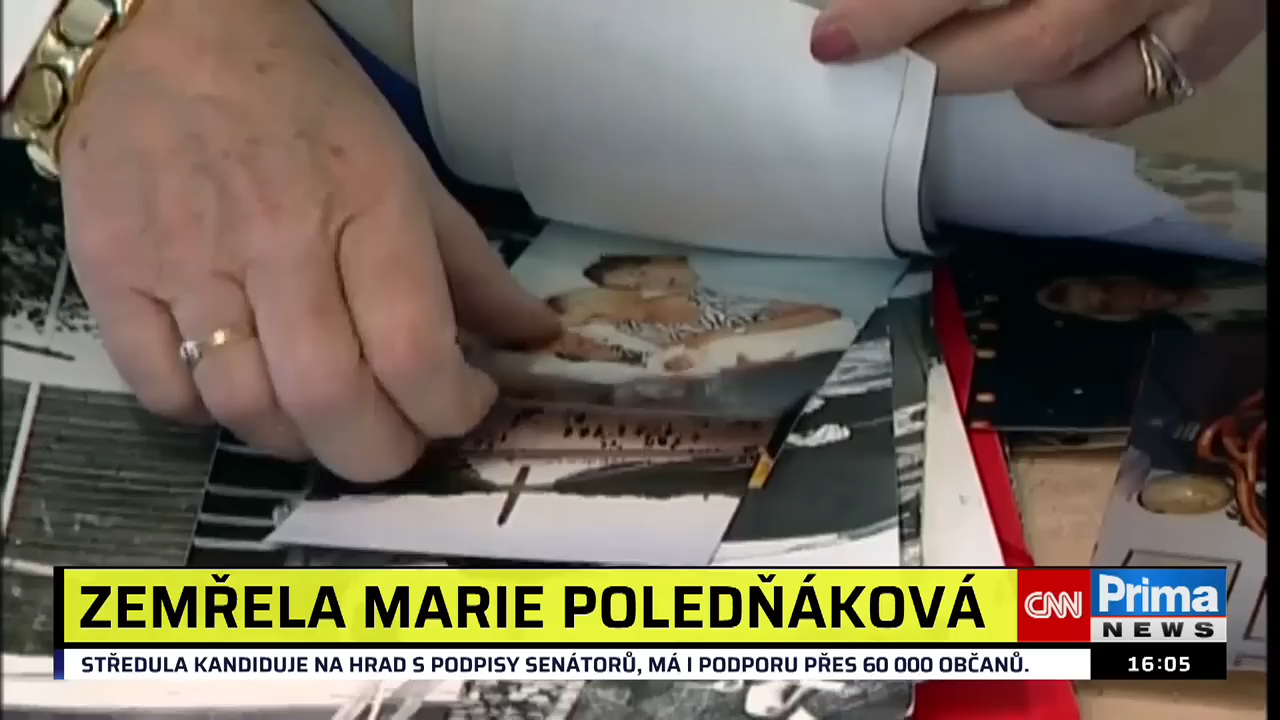 ZEMŘELA MARIE POLEDŇÁKOVÁ
CNN Prima
NEWS
STŘEDULA KANDIDUJE NA HRAD S PODPISY SENÁTORŮ, MÁ I PODPORU PŘES 60 000 OBČANŮ.
16:05